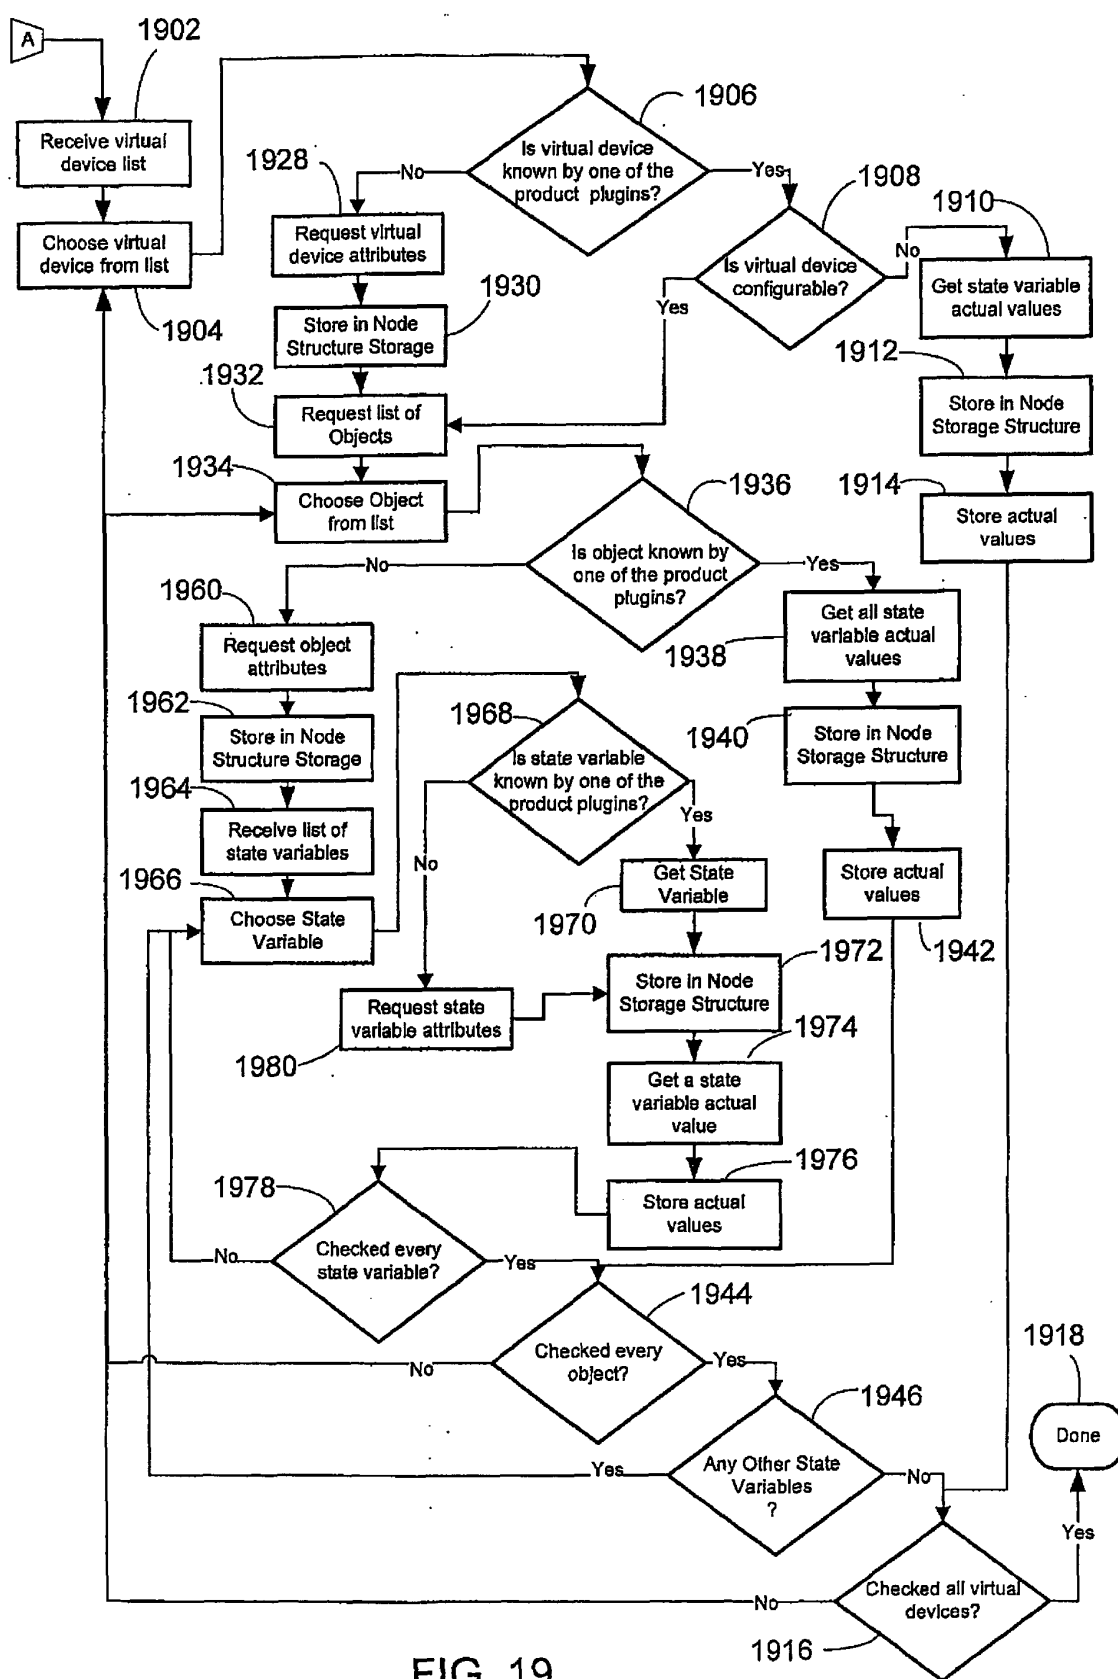 A
1902
Receive virtual
device list
Choose virtual
device from list
1904
1906
Is virtual device
known by one of the
product plugins?
No
Yes
1928
Request virtual
device attributes
1930
Store in Node
Structure Storage
1932
Request list of
Objects
1934
Choose Object
from list
1908
Is virtual device
configurable?
No
Yes
1910
Get state variable
actual values
1912
Store in Node
Storage Structure
1914
Store actual
values
1936
Is object known by
one of the product
plugins?
No
Yes
1960
Request object
attributes
1962
Store in Node
Structure Storage
1964
Receive list of
state variables
1966
Choose State
Variable
1938
Get all state
variable actual
values
1940
Store in Node
Storage Structure
Store actual
values
1942
1968
Is state variable
known by one of the
product plugins?
Yes
No
Get State
Variable
1970
1972
Store in Node
Storage Structure
Request state
variable attributes
1980
1974
Get a state
variable actual
value
1976
Store actual
values
1978
Checked every
state variable?
No
Yes
1944
Checked every
object?
No
Yes
1946
Any Other State
Variables
?
Yes
No
1918
Done
Yes
Checked all virtual
devices?
No
1916
FIG. 19